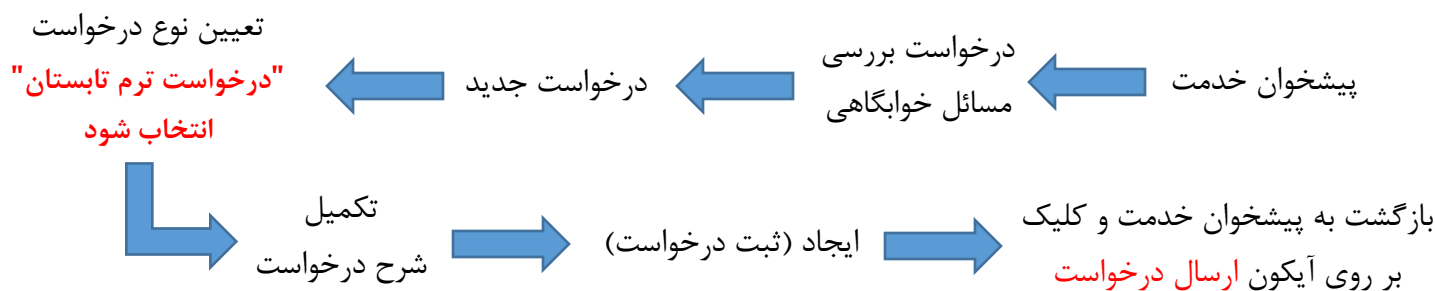 پیشخوان خدمت
درخواست بررسی
مسائل خوابگاهی
درخواست جدید
تعیین نوع درخواست
"درخواست ترم تابستان"
انتخاب شود
تکمیل
شرح درخواست
ایجاد (ثبت درخواست)
بازگشت به پیشخوان خدمت و کلیک
بر روی آیکون ارسال درخواست